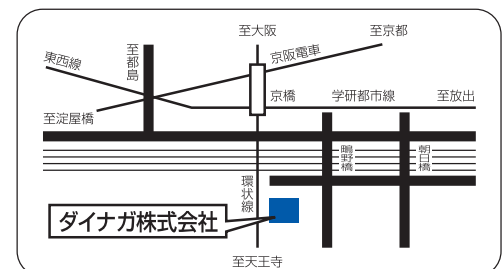 至大阪
至京都
至都島
東西線
京阪電車
京橋
学研都市線
至放出
至淀屋橋
鴫野橋
朝日橋
環状線
ダイナガ株式会社
至天王寺